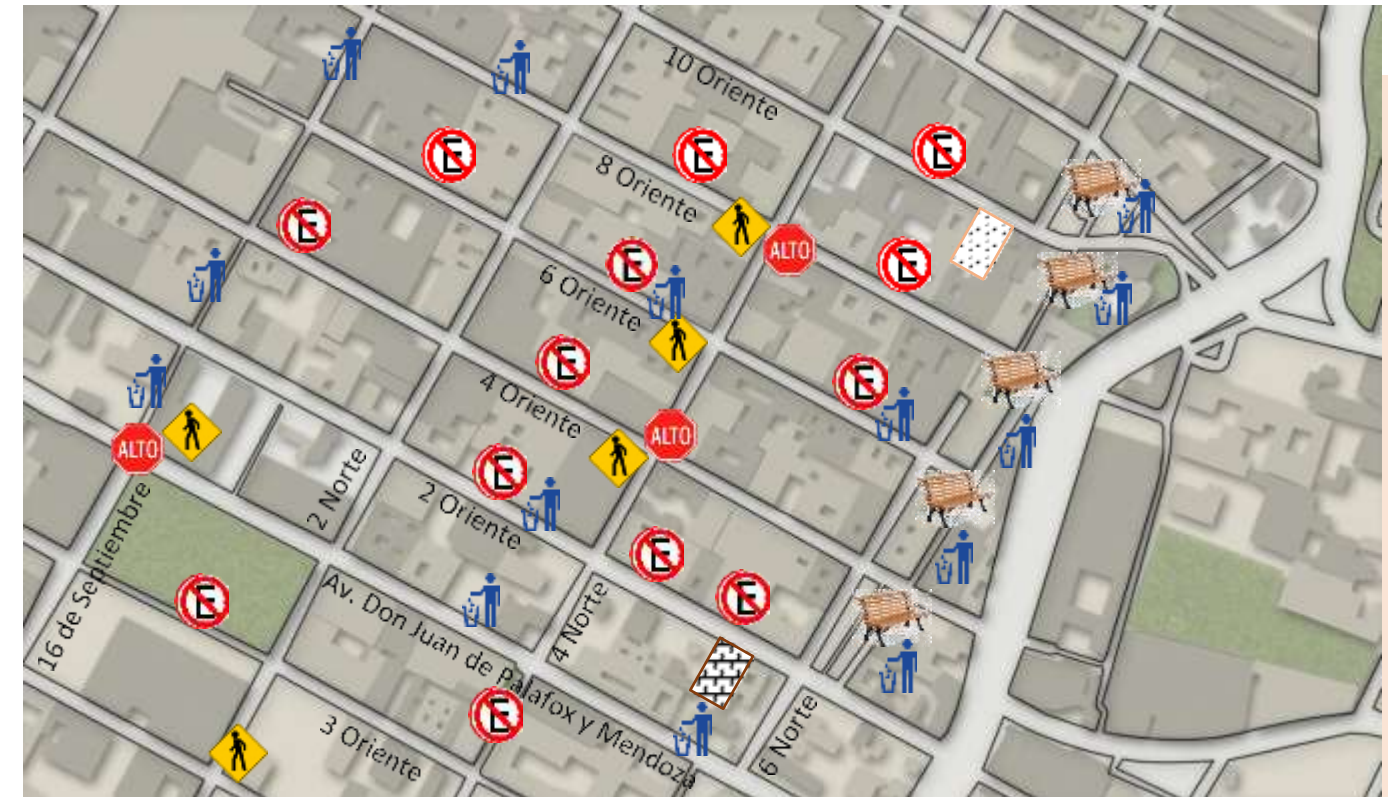 10 Oriente
8 Oriente
E
E
E
E
ALTO
E
E
6 Oriente
E
E
4 Oriente
ALTO
ALTO
E
2 Norte
2 Oriente
16 de Septiembre
E
E
E
Av. Don Juan de Palafox y Mendoza
4 Norte
E
3 Oriente
6 Norte